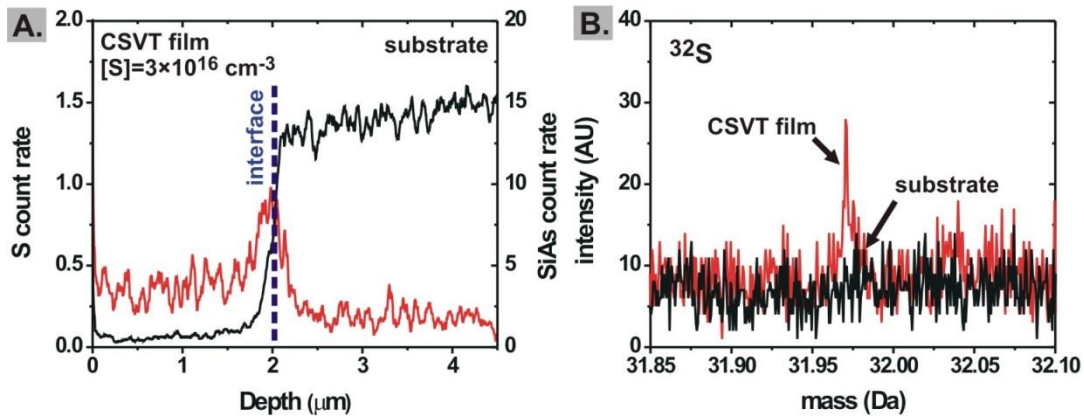 A.
CSVT film
[S]=3×10¹⁶ cm⁻³
substrate
interface
S count rate
2.0
1.5
1.0
0.5
0.0
SiAs count rate
20
15
10
5
0
0 1 2 3 4
Depth (μm)
B.
³²S
CSVT film
substrate
intensity (AU)
40
30
20
10
0
31.85 31.90 31.95 32.00 32.05 32.10
mass (Da)